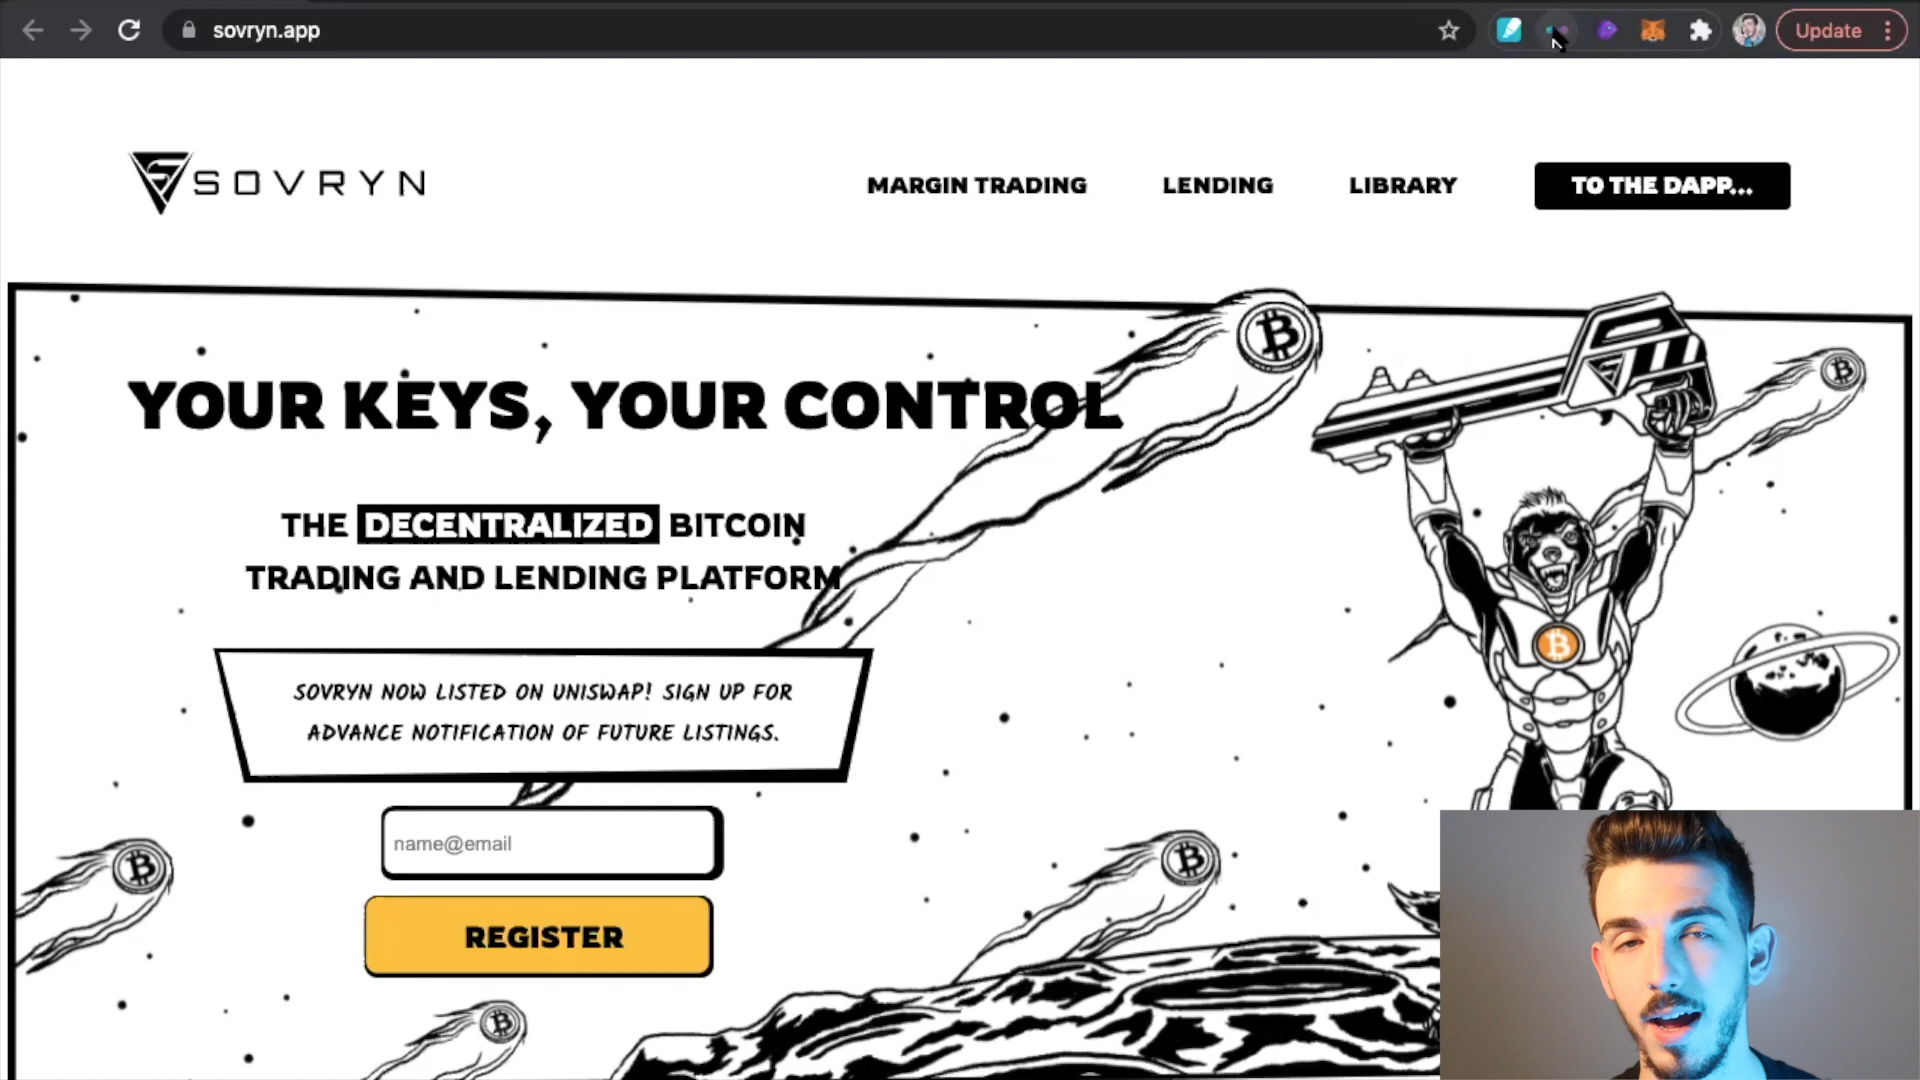 sovryn.app
Update
SOVRYN
MARGIN TRADING
LENDING
LIBRARY
TO THE DAPP...
YOUR KEYS, YOUR CONTROL
THE DECENTRALIZED BITCOIN
TRADING AND LENDING PLATFORM
SOVRYN NOW LISTED ON UNISWAP! SIGN UP FOR
ADVANCE NOTIFICATION OF FUTURE LISTINGS.
name@email
REGISTER